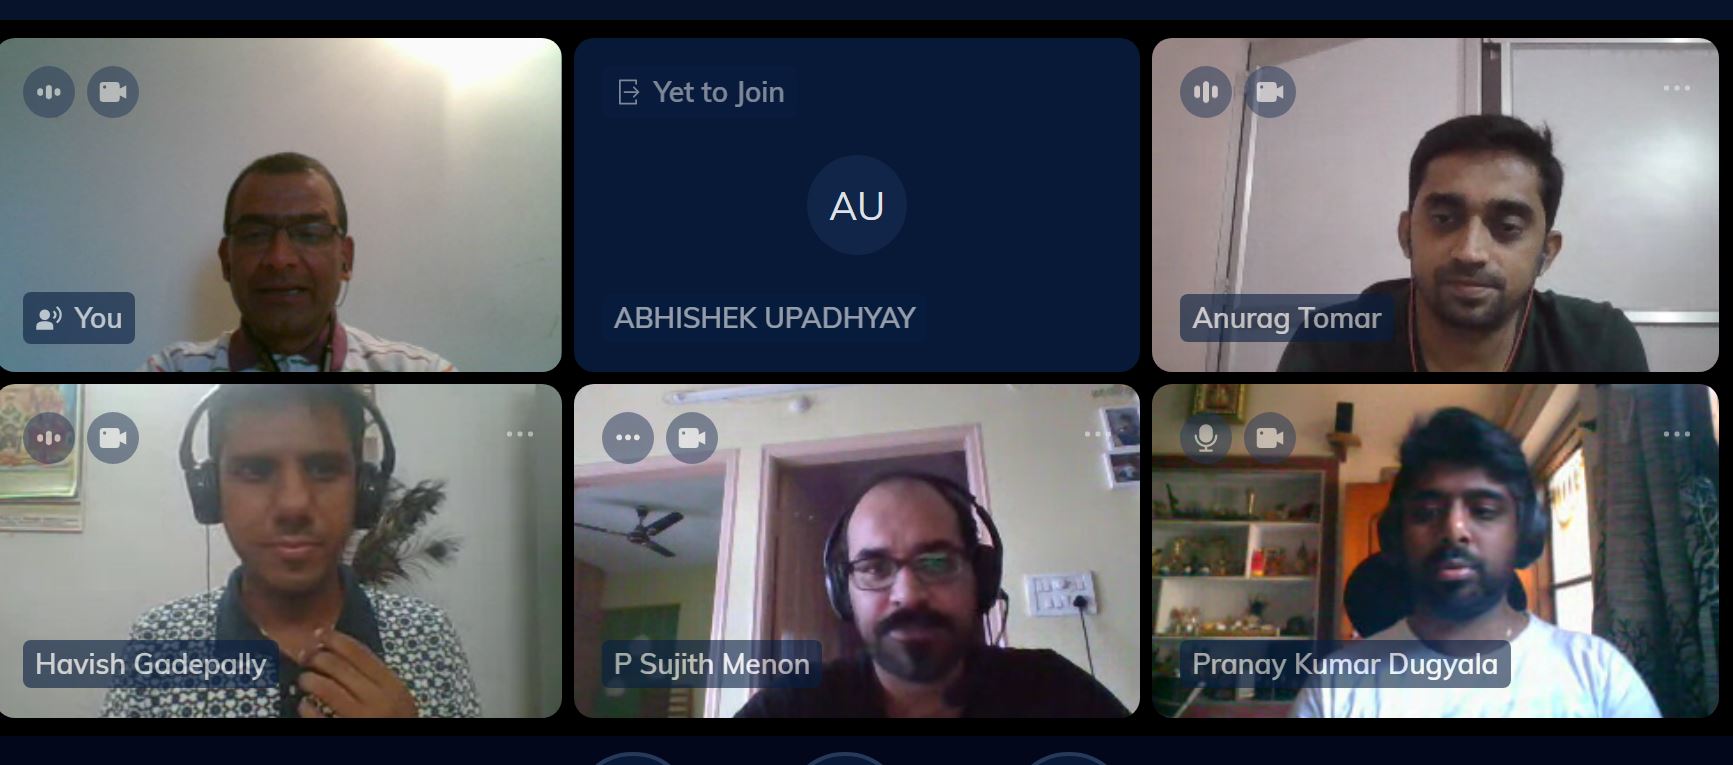 Yet to Join
AU
You
ABHISHEK UPADHYAY
Anurag Tomar
Havish Gadepally
P Sujith Menon
Pranay Kumar Dugyala